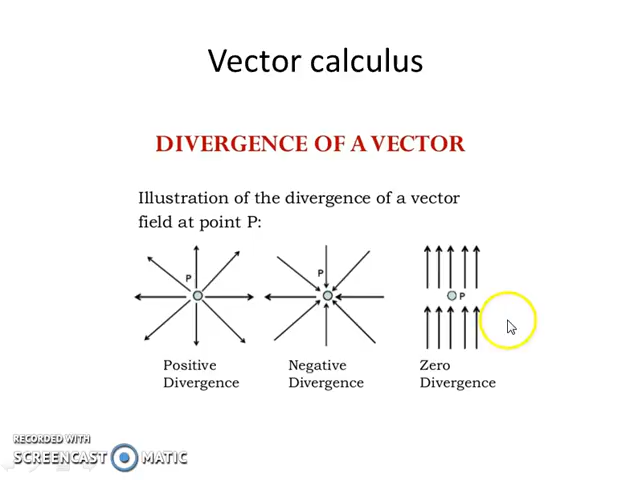 Vector calculus
DIVERGENCE OF A VECTOR
Illustration of the divergence of a vector
field at point P:
P
P
P
Positive
Divergence
Negative
Divergence
Zero
Divergence
RECORDED WITH
SCREENCAST MATIC